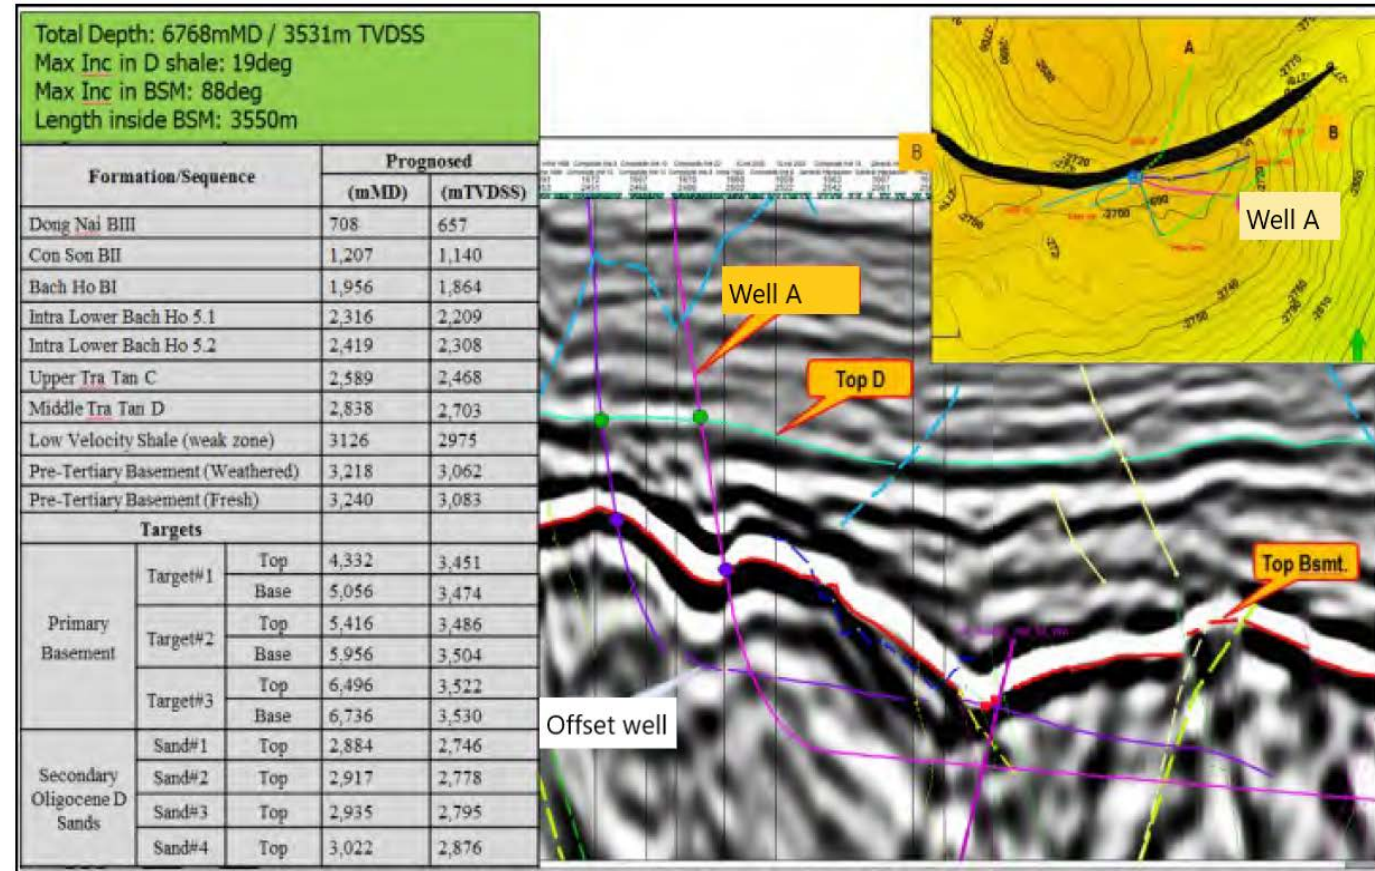 Total Depth: 6768mMD / 3531m TVDSS
Max Inc in D shale: 19deg
Max Inc in BSM: 88deg
Length inside BSM: 3550m
Formation/Sequence Prognosed
(mMD) (mTVDSS)
Dong Nai BIII 708 657
Con Son BII 1,207 1,140
Bach Ho BI 1,956 1,864
Intra Lower Bach Ho 5.1 2,316 2,209
Intra Lower Bach Ho 5.2 2,419 2,308
Upper Tra Tan C 2,589 2,468
Middle Tra Tan D 2,838 2,703
Low Velocity Shale (weak zone) 3126 2975
Pre-Tertiary Basement (Weathered) 3,218 3,062
Pre-Tertiary Basement (Fresh) 3,240 3,083
Targets
Primary Basement Target#1 Top 4,332 3,451
Base 5,056 3,474
Target#2 Top 5,416 3,486
Base 5,956 3,504
Target#3 Top 6,496 3,522
Base 6,736 3,530
Secondary Oligocene D Sands Sand#1 Top 2,884 2,746
Sand#2 Top 2,917 2,778
Sand#3 Top 2,935 2,795
Sand#4 Top 3,022 2,876
Well A
Top D
Top Bsmt.
Offset well
A
B
B
Well A
-2700
-2720
-2700
-2700
-2770
-2740
-2750
-2790
-2810